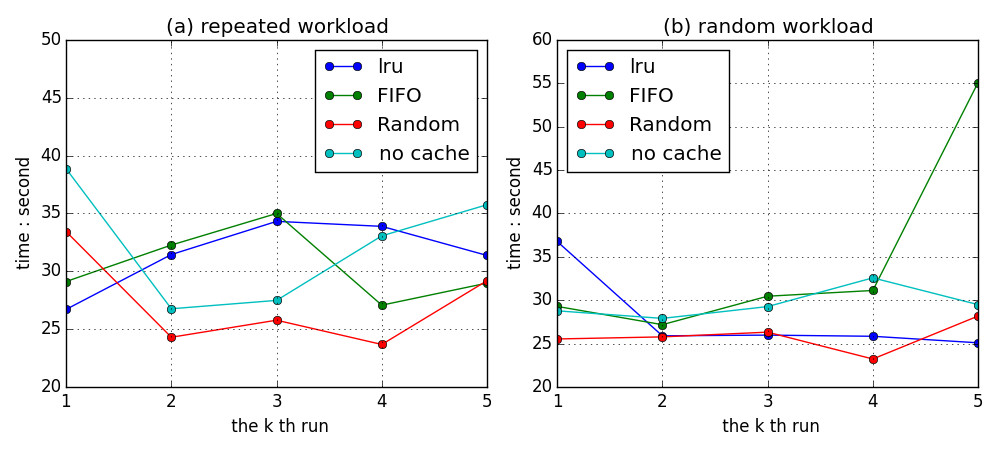 (a) repeated workload
50
45
40
35
30
25
20
time : second
lru
FIFO
Random
no cache
1 2 3 4 5
the k th run
(b) random workload
60
55
50
45
40
35
30
25
20
time : second
lru
FIFO
Random
no cache
1 2 3 4 5
the k th run